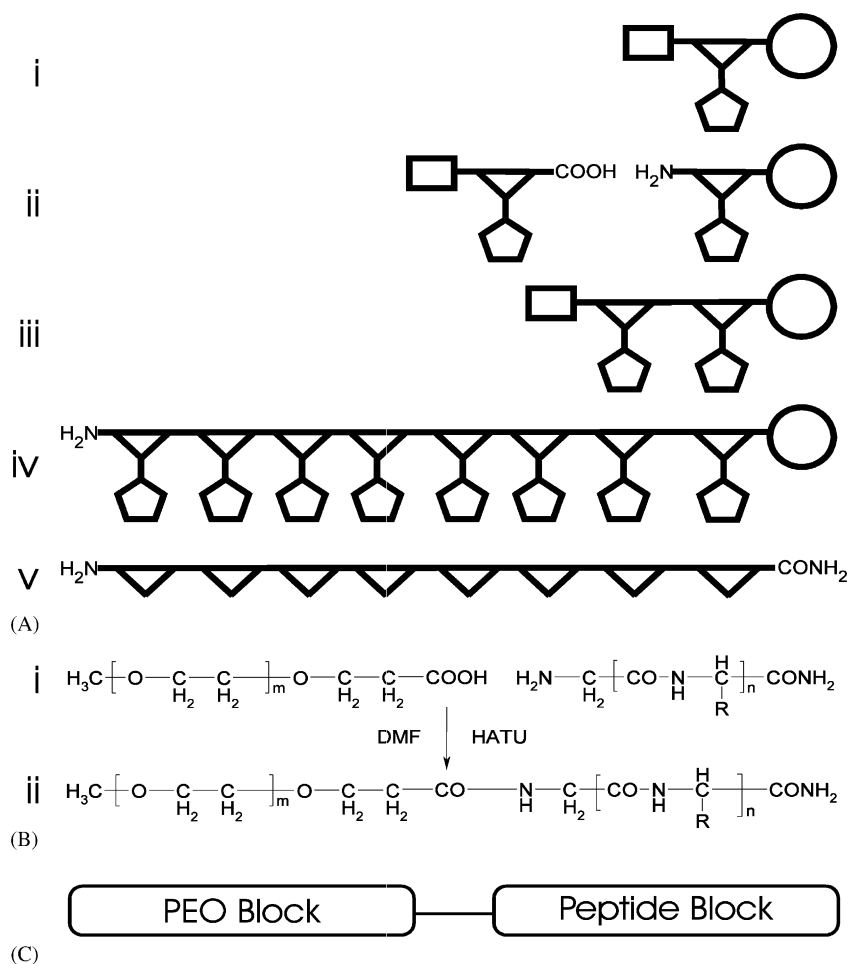 i
ii
COOH H2N
iii
iv
H2N
v
H2N CONH2
(A)
i
H3C [ O C H2 C H2 ]m O C H2 C H2 COOH H2N C H2 [ CO N H H C R ]n CONH2
DMF HATU
ii
H3C [ O C H2 C H2 ]m O C H2 C H2 CO N H C H2 [ CO N H H C R ]n CONH2
(B)
PEO Block Peptide Block
(C)